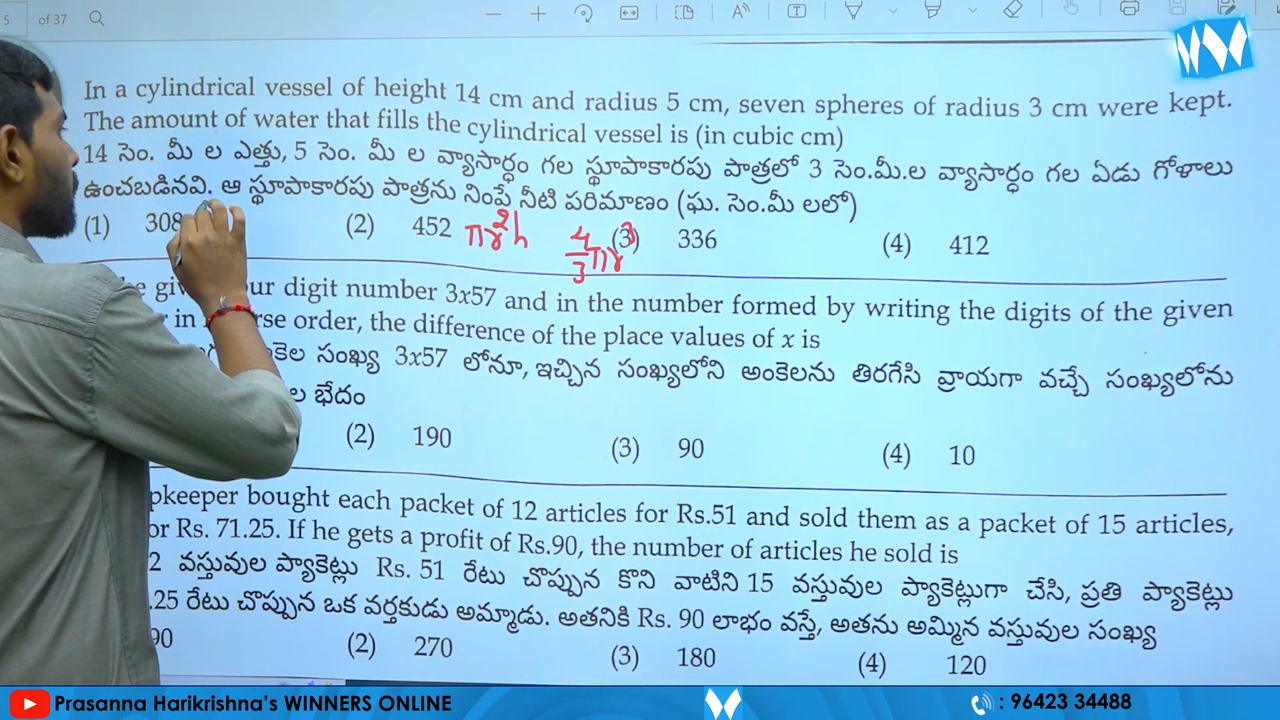 5 of 37
In a cylindrical vessel of height 14 cm and radius 5 cm, seven spheres of radius 3 cm were kept.
The amount of water that fills the cylindrical vessel is (in cubic cm)
14 సెం. మీ ల ఎత్తు, 5 సెం. మీ ల వ్యాసార్ధం గల స్థూపాకారపు పాత్రలో 3 సెం.మీ.ల వ్యాసార్ధం గల ఏడు గోళాలు
ఉంచబడినవి. ఆ స్థూపాకారపు పాత్రను నింపే నీటి పరిమాణం (ఘ. సెం.మీ లలో)
(1) 308 (2) 452 (3) 336 (4) 412
πr²h 4/3 πr³
digit number 3x57 and in the number formed by writing the digits of the given
in order, the difference of the place values of x is
సంఖ్య 3x57 లోనూ, ఇచ్చిన సంఖ్యలోని అంకెలను తిరగేసి వ్రాయగా వచ్చే సంఖ్యలోను
ల భేదం
(2) 190 (3) 90 (4) 10
pkeeper bought each packet of 12 articles for Rs.51 and sold them as a packet of 15 articles,
or Rs. 71.25. If he gets a profit of Rs.90, the number of articles he sold is
2 వస్తువుల ప్యాకెట్లు Rs. 51 రేటు చొప్పున కొని వాటిని 15 వస్తువుల ప్యాకెట్లుగా చేసి, ప్రతి ప్యాకెట్లు
.25 రేటు చొప్పున ఒక వర్తకుడు అమ్మాడు. అతనికి Rs. 90 లాభం వస్తే, అతను అమ్మిన వస్తువుల సంఖ్య
90 (2) 270 (3) 180 (4) 120
Prasanna Harikrishna's WINNERS ONLINE : 96423 34488